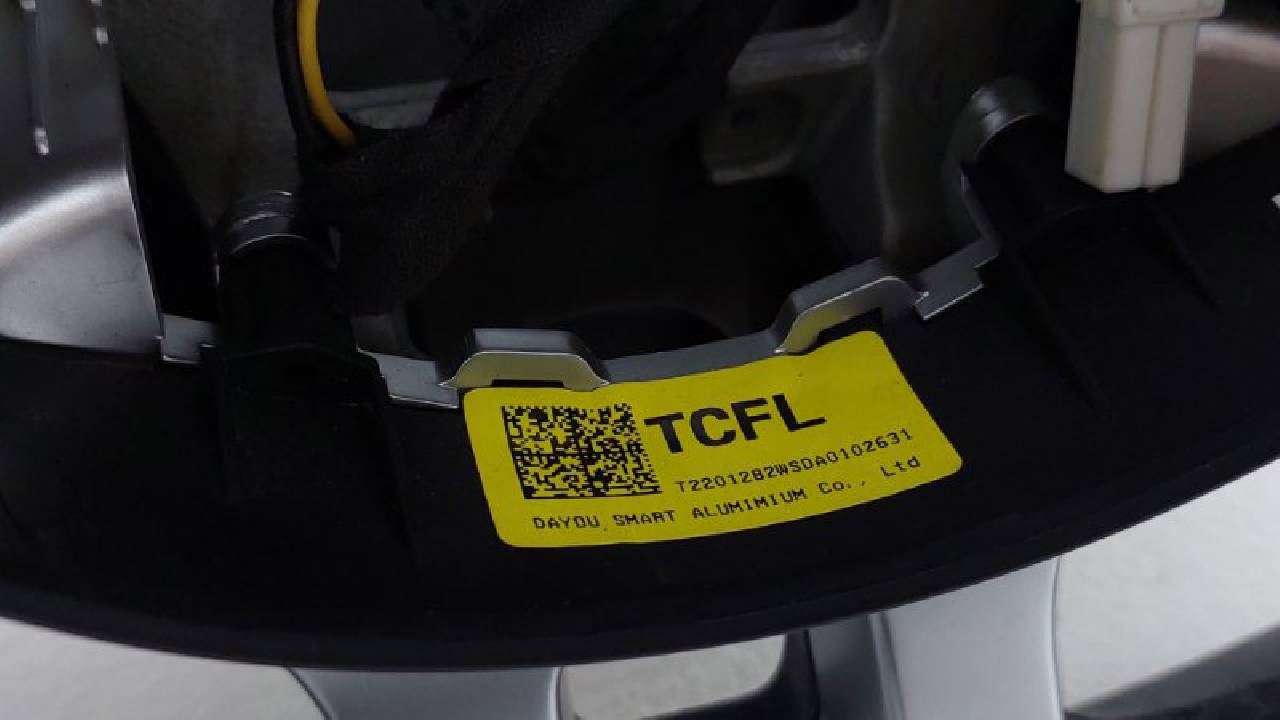 TCFL
T2201282WSDA0102631
DAYOU SMART ALUMIMIUM Co., Ltd